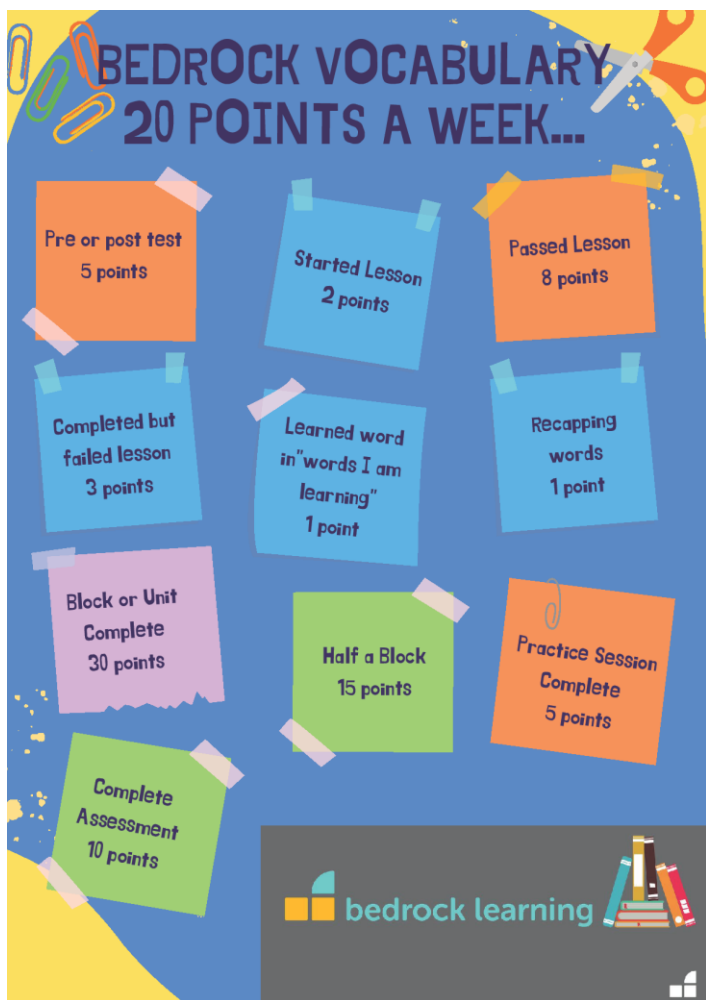 BEDROCK VOCABULARY
20 POINTS A WEEK...
Pre or post test
5 points
Started Lesson
2 points
Passed Lesson
8 points
Completed but
failed lesson
3 points
Learned word
in"words I am
learning"
1 point
Recapping
words
1 point
Block or Unit
Complete
30 points
Half a Block
15 points
Practice Session
Complete
5 points
Complete
Assessment
10 points
bedrock learning